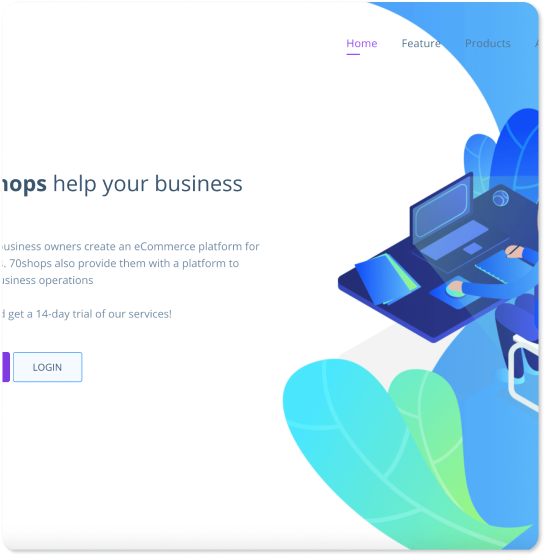 Home Feature Products A
hops help your business
business owners create an eCommerce platform for
. 70shops also provide them with a platform to
usiness operations
d get a 14-day trial of our services!
LOGIN